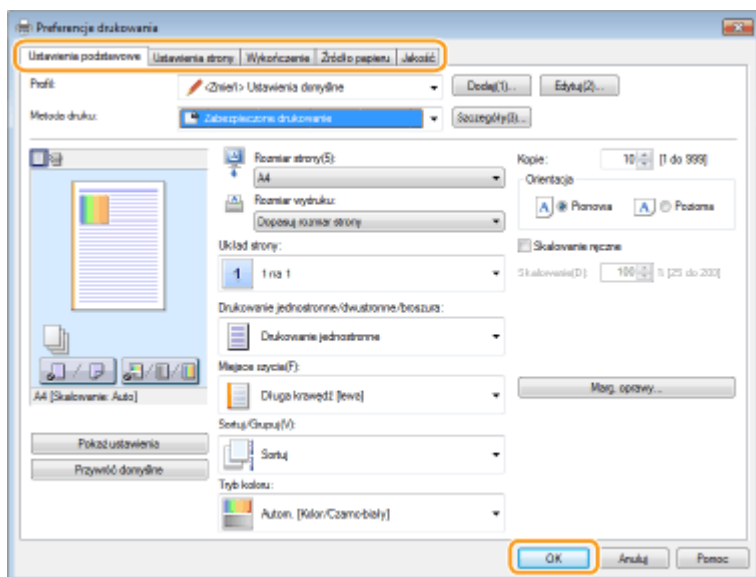 Preferencje drukowania
Ustawienia podstawowe Ustawienia strony Wykończenie Źródło papieru Jakość
Profil: <Zmień> Ustawienia domyślne Dodaj(1)... Edytuj(2)...
Metoda druku: Zabezpieczone drukowanie Szczegóły(3)...
Rozmiar strony(S): Kopie: 10 [1 do 999]
A4 Orientacja
Rozmiar wydruku: A Pionowa A Pozioma
Dopasuj rozmiar strony
Układ strony: Skalowanie ręczne
1 1 na 1 Skalowanie(D): 100 % [25 do 200]
Drukowanie jednostronne/dwustronne/broszura:
Drukowanie jednostronne
Miejsce szycia(F):
A4 [Skalowanie: Auto] Długa krawędź [lewa] Marg. oprawy...
Sortuj/Grupuj(V):
Pokaż ustawienia Sortuj
Przywróć domyślne
Tryb koloru:
Autom. [Kolor/Czarno-biały]
OK Anuluj Pomoc